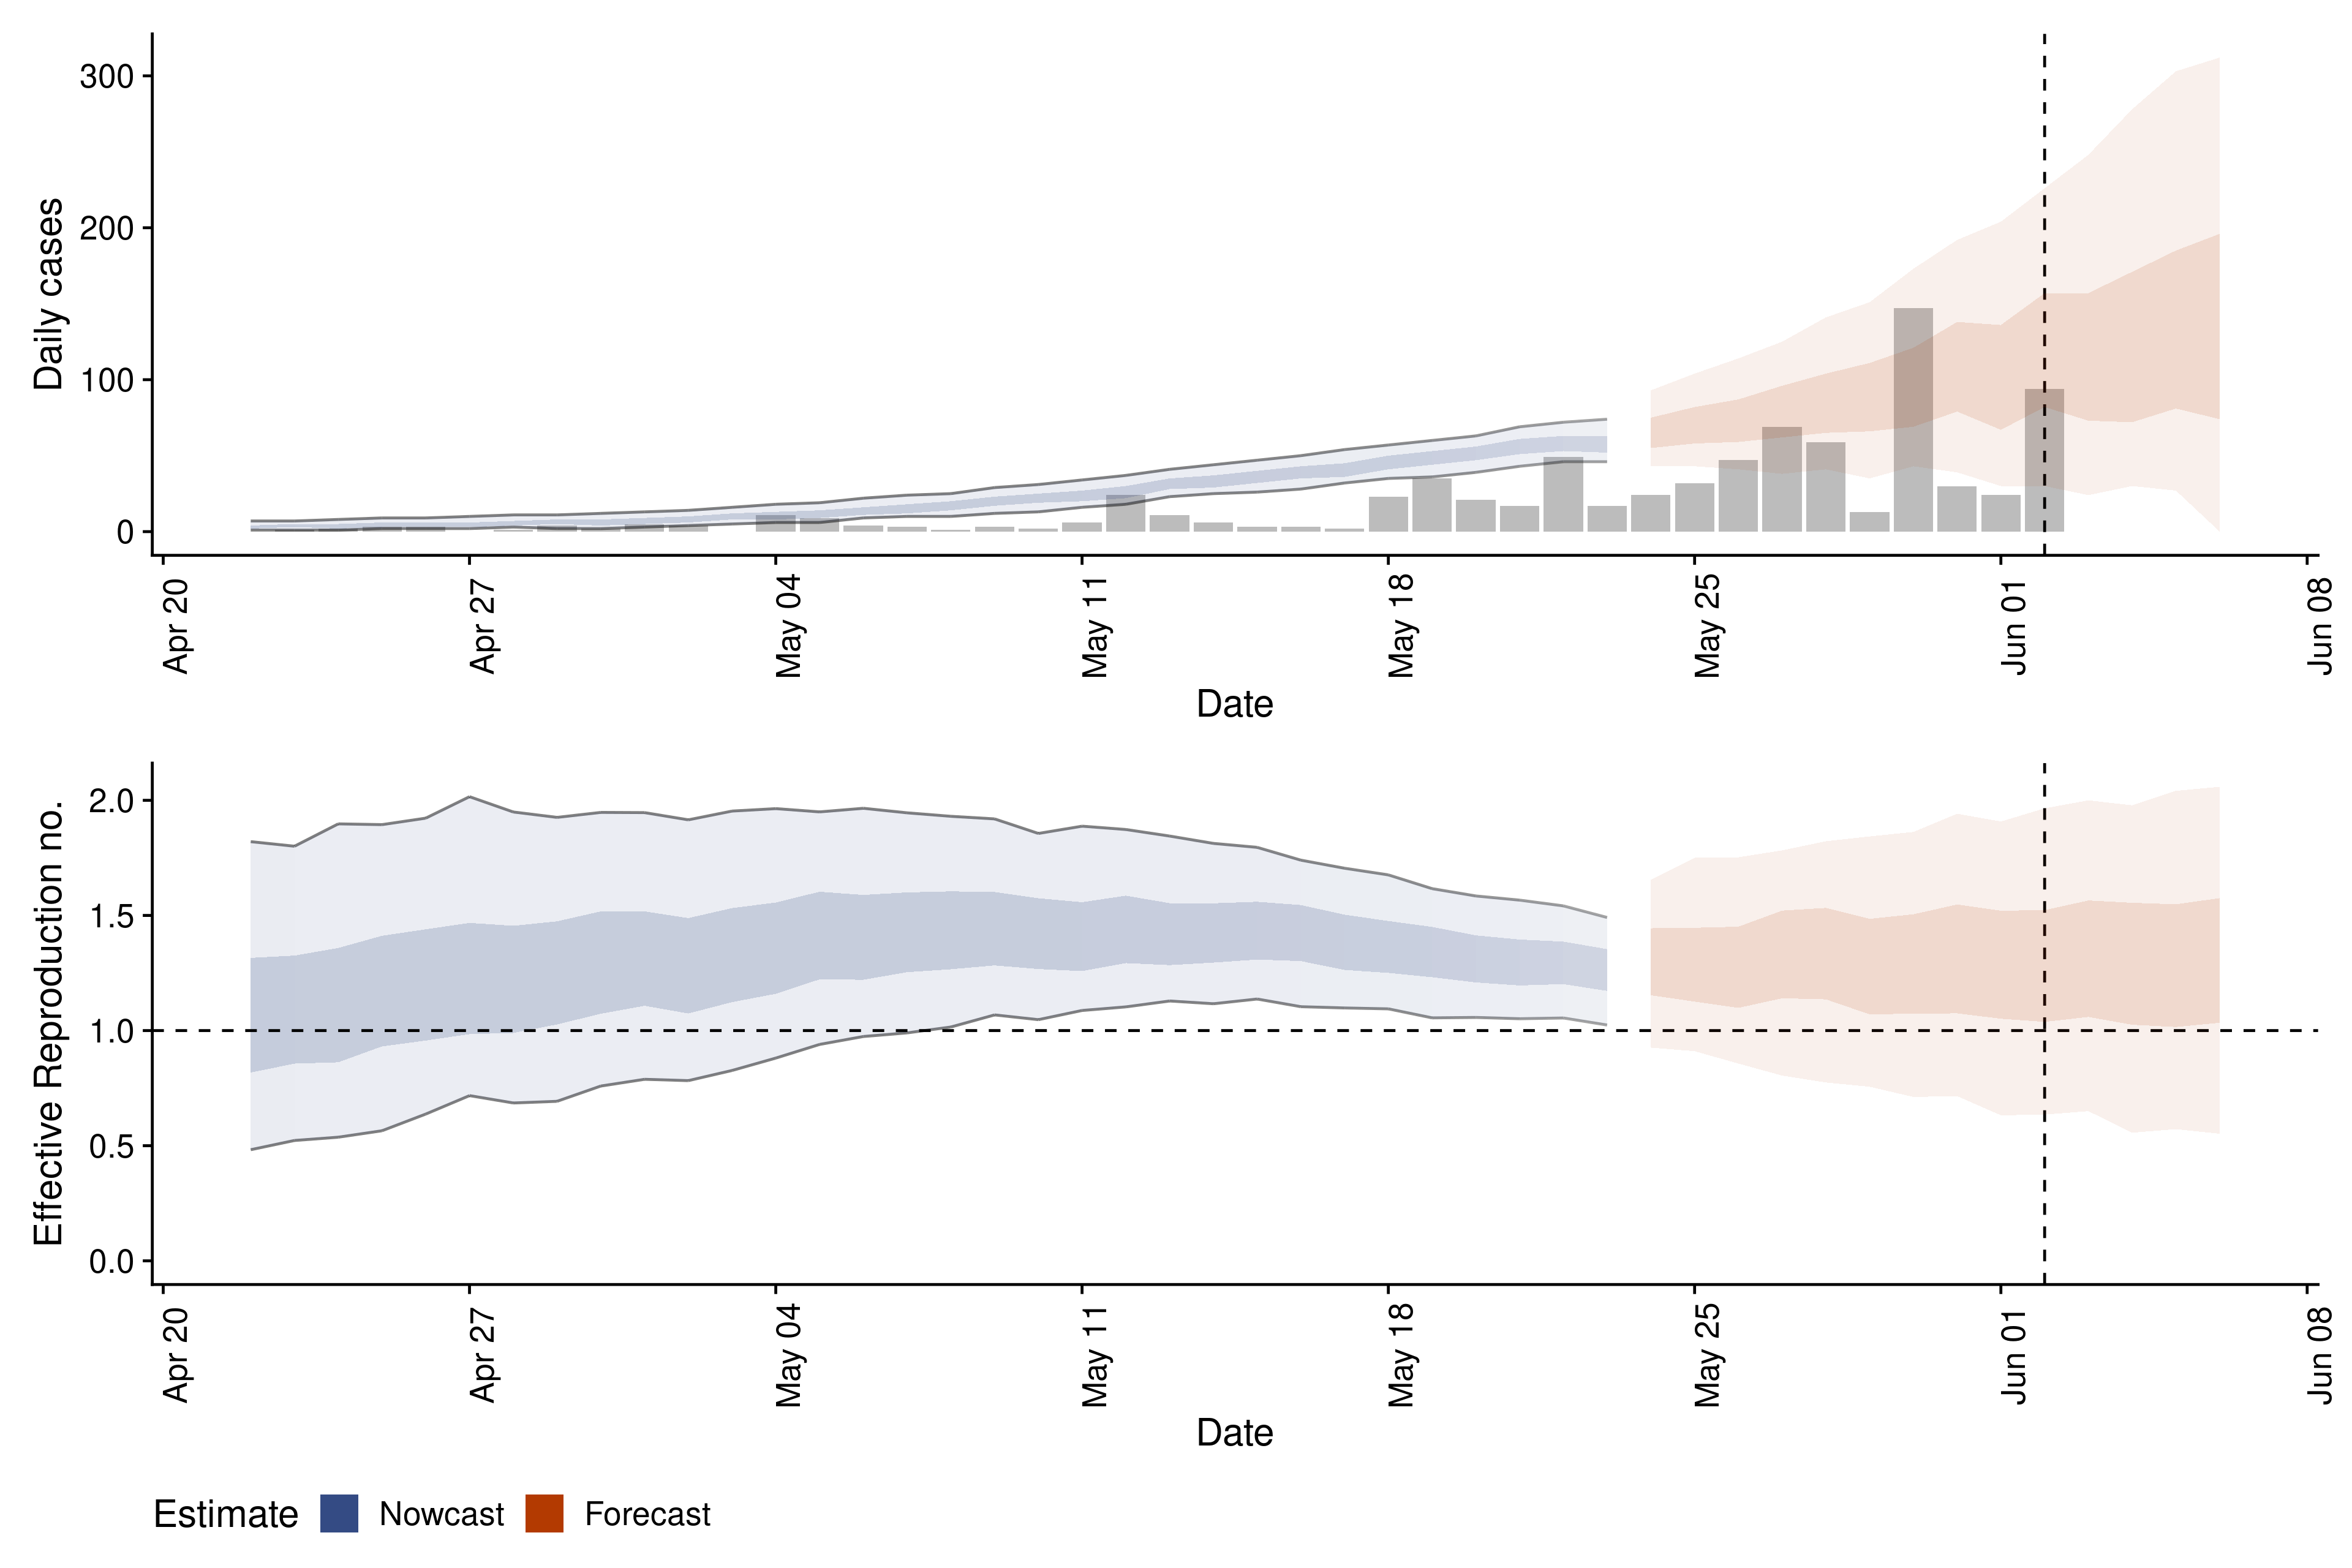 300
200
100
0
Daily cases
Apr 20
Apr 27
May 04
May 11
May 18
May 25
Jun 01
Jun 08
Date
2.0
1.5
1.0
0.5
0.0
Effective Reproduction no.
Apr 20
Apr 27
May 04
May 11
May 18
May 25
Jun 01
Jun 08
Date
Estimate Nowcast Forecast